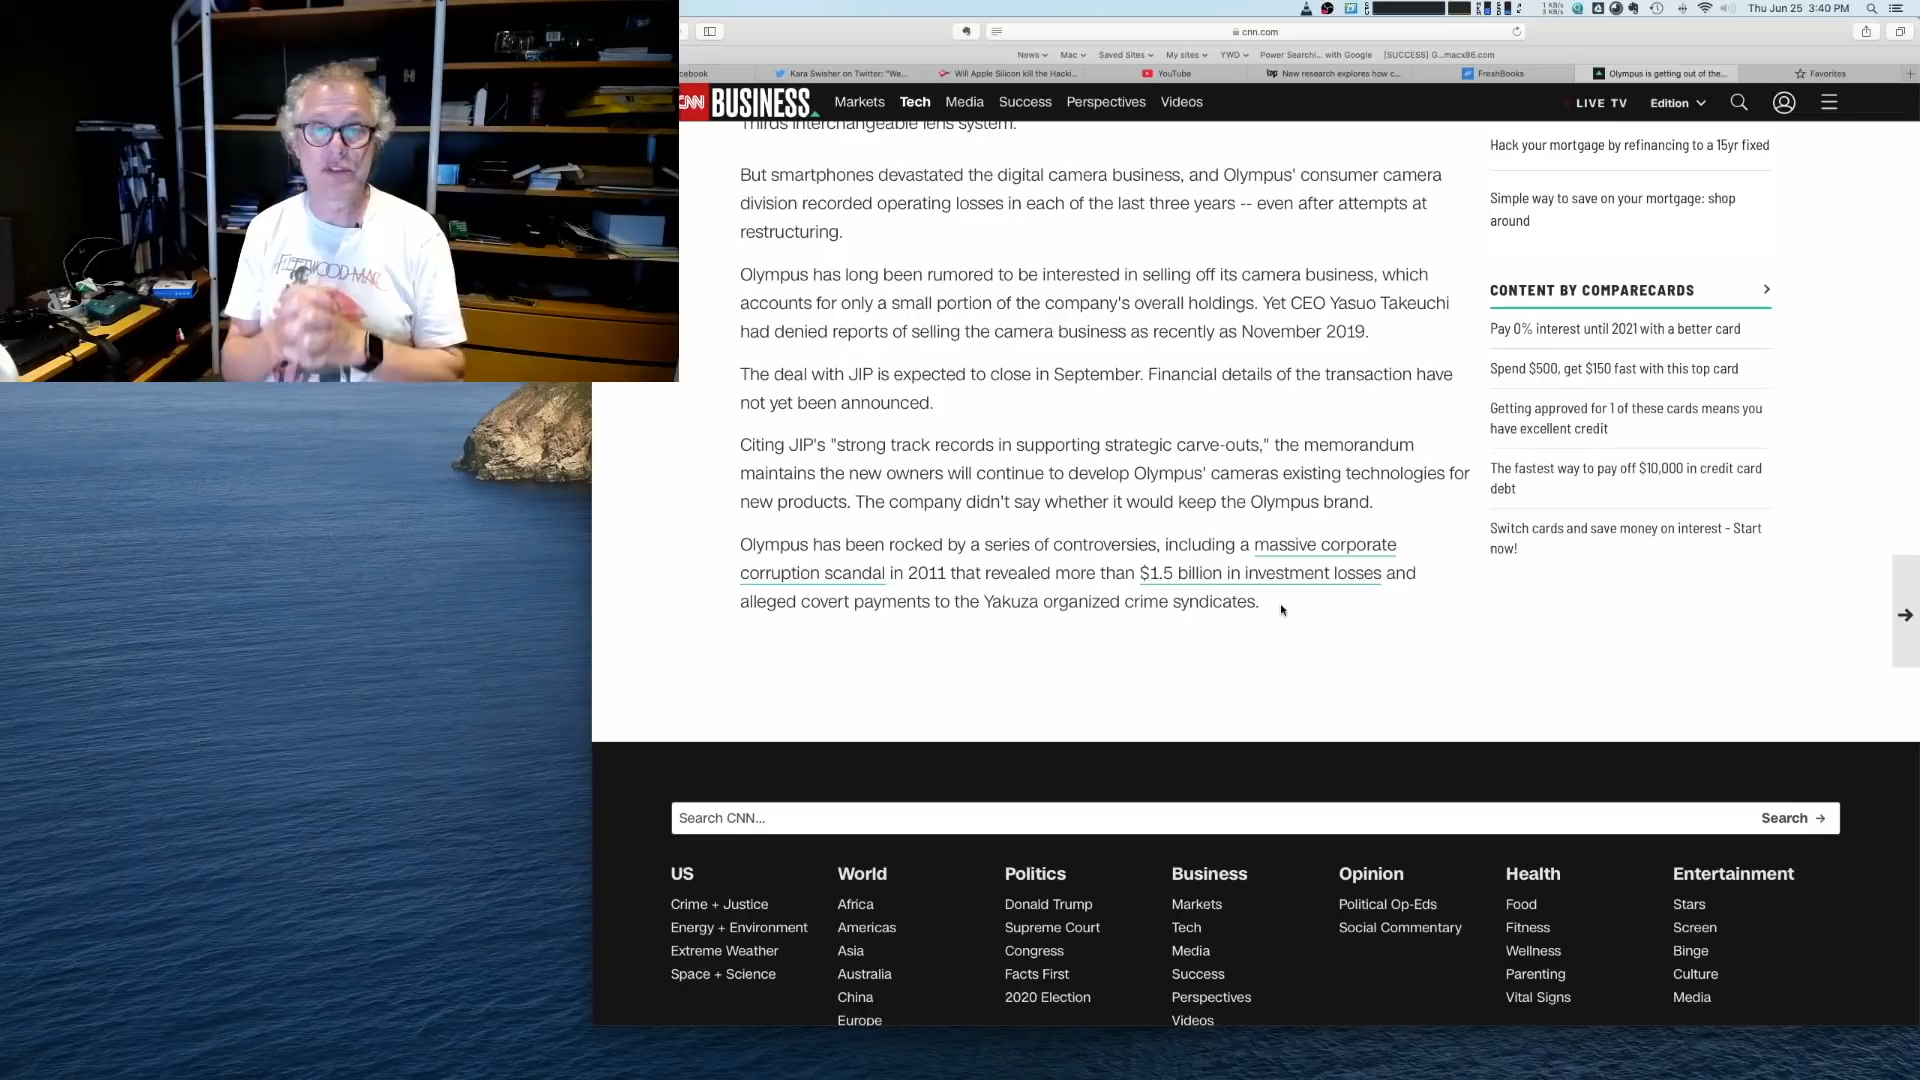 Thu Jun 25 3:40 PM
cnn.com
News
Mac
Saved Sites
My sites
YWD
Power Searchi... with Google
[SUCCESS] G...macx86.com
cebook
Kara Swisher on Twitter: "We...
Will Apple Silicon kill the Hacki...
YouTube
New research explores how c...
FreshBooks
Olympus is getting out of the...
Favorites
CNN BUSINESS
Markets
Tech
Media
Success
Perspectives
Videos
LIVE TV
Edition
FLEETWOOD MAC
Thirds interchangeable lens system.
But smartphones devastated the digital camera business, and Olympus' consumer camera
division recorded operating losses in each of the last three years -- even after attempts at
restructuring.
Olympus has long been rumored to be interested in selling off its camera business, which
accounts for only a small portion of the company's overall holdings. Yet CEO Yasuo Takeuchi
had denied reports of selling the camera business as recently as November 2019.
The deal with JIP is expected to close in September. Financial details of the transaction have
not yet been announced.
Citing JIP's "strong track records in supporting strategic carve-outs," the memorandum
maintains the new owners will continue to develop Olympus' cameras existing technologies for
new products. The company didn't say whether it would keep the Olympus brand.
Olympus has been rocked by a series of controversies, including a massive corporate
corruption scandal in 2011 that revealed more than $1.5 billion in investment losses and
alleged covert payments to the Yakuza organized crime syndicates.
Hack your mortgage by refinancing to a 15yr fixed
Simple way to save on your mortgage: shop
around
CONTENT BY COMPARECARDS
Pay 0% interest until 2021 with a better card
Spend $500, get $150 fast with this top card
Getting approved for 1 of these cards means you
have excellent credit
The fastest way to pay off $10,000 in credit card
debt
Switch cards and save money on interest - Start
now!
Search CNN...
Search
US
Crime + Justice
Energy + Environment
Extreme Weather
Space + Science
World
Africa
Americas
Asia
Australia
China
Europe
Politics
Donald Trump
Supreme Court
Congress
Facts First
2020 Election
Business
Markets
Tech
Media
Success
Perspectives
Videos
Opinion
Political Op-Eds
Social Commentary
Health
Food
Fitness
Wellness
Parenting
Vital Signs
Entertainment
Stars
Screen
Binge
Culture
Media